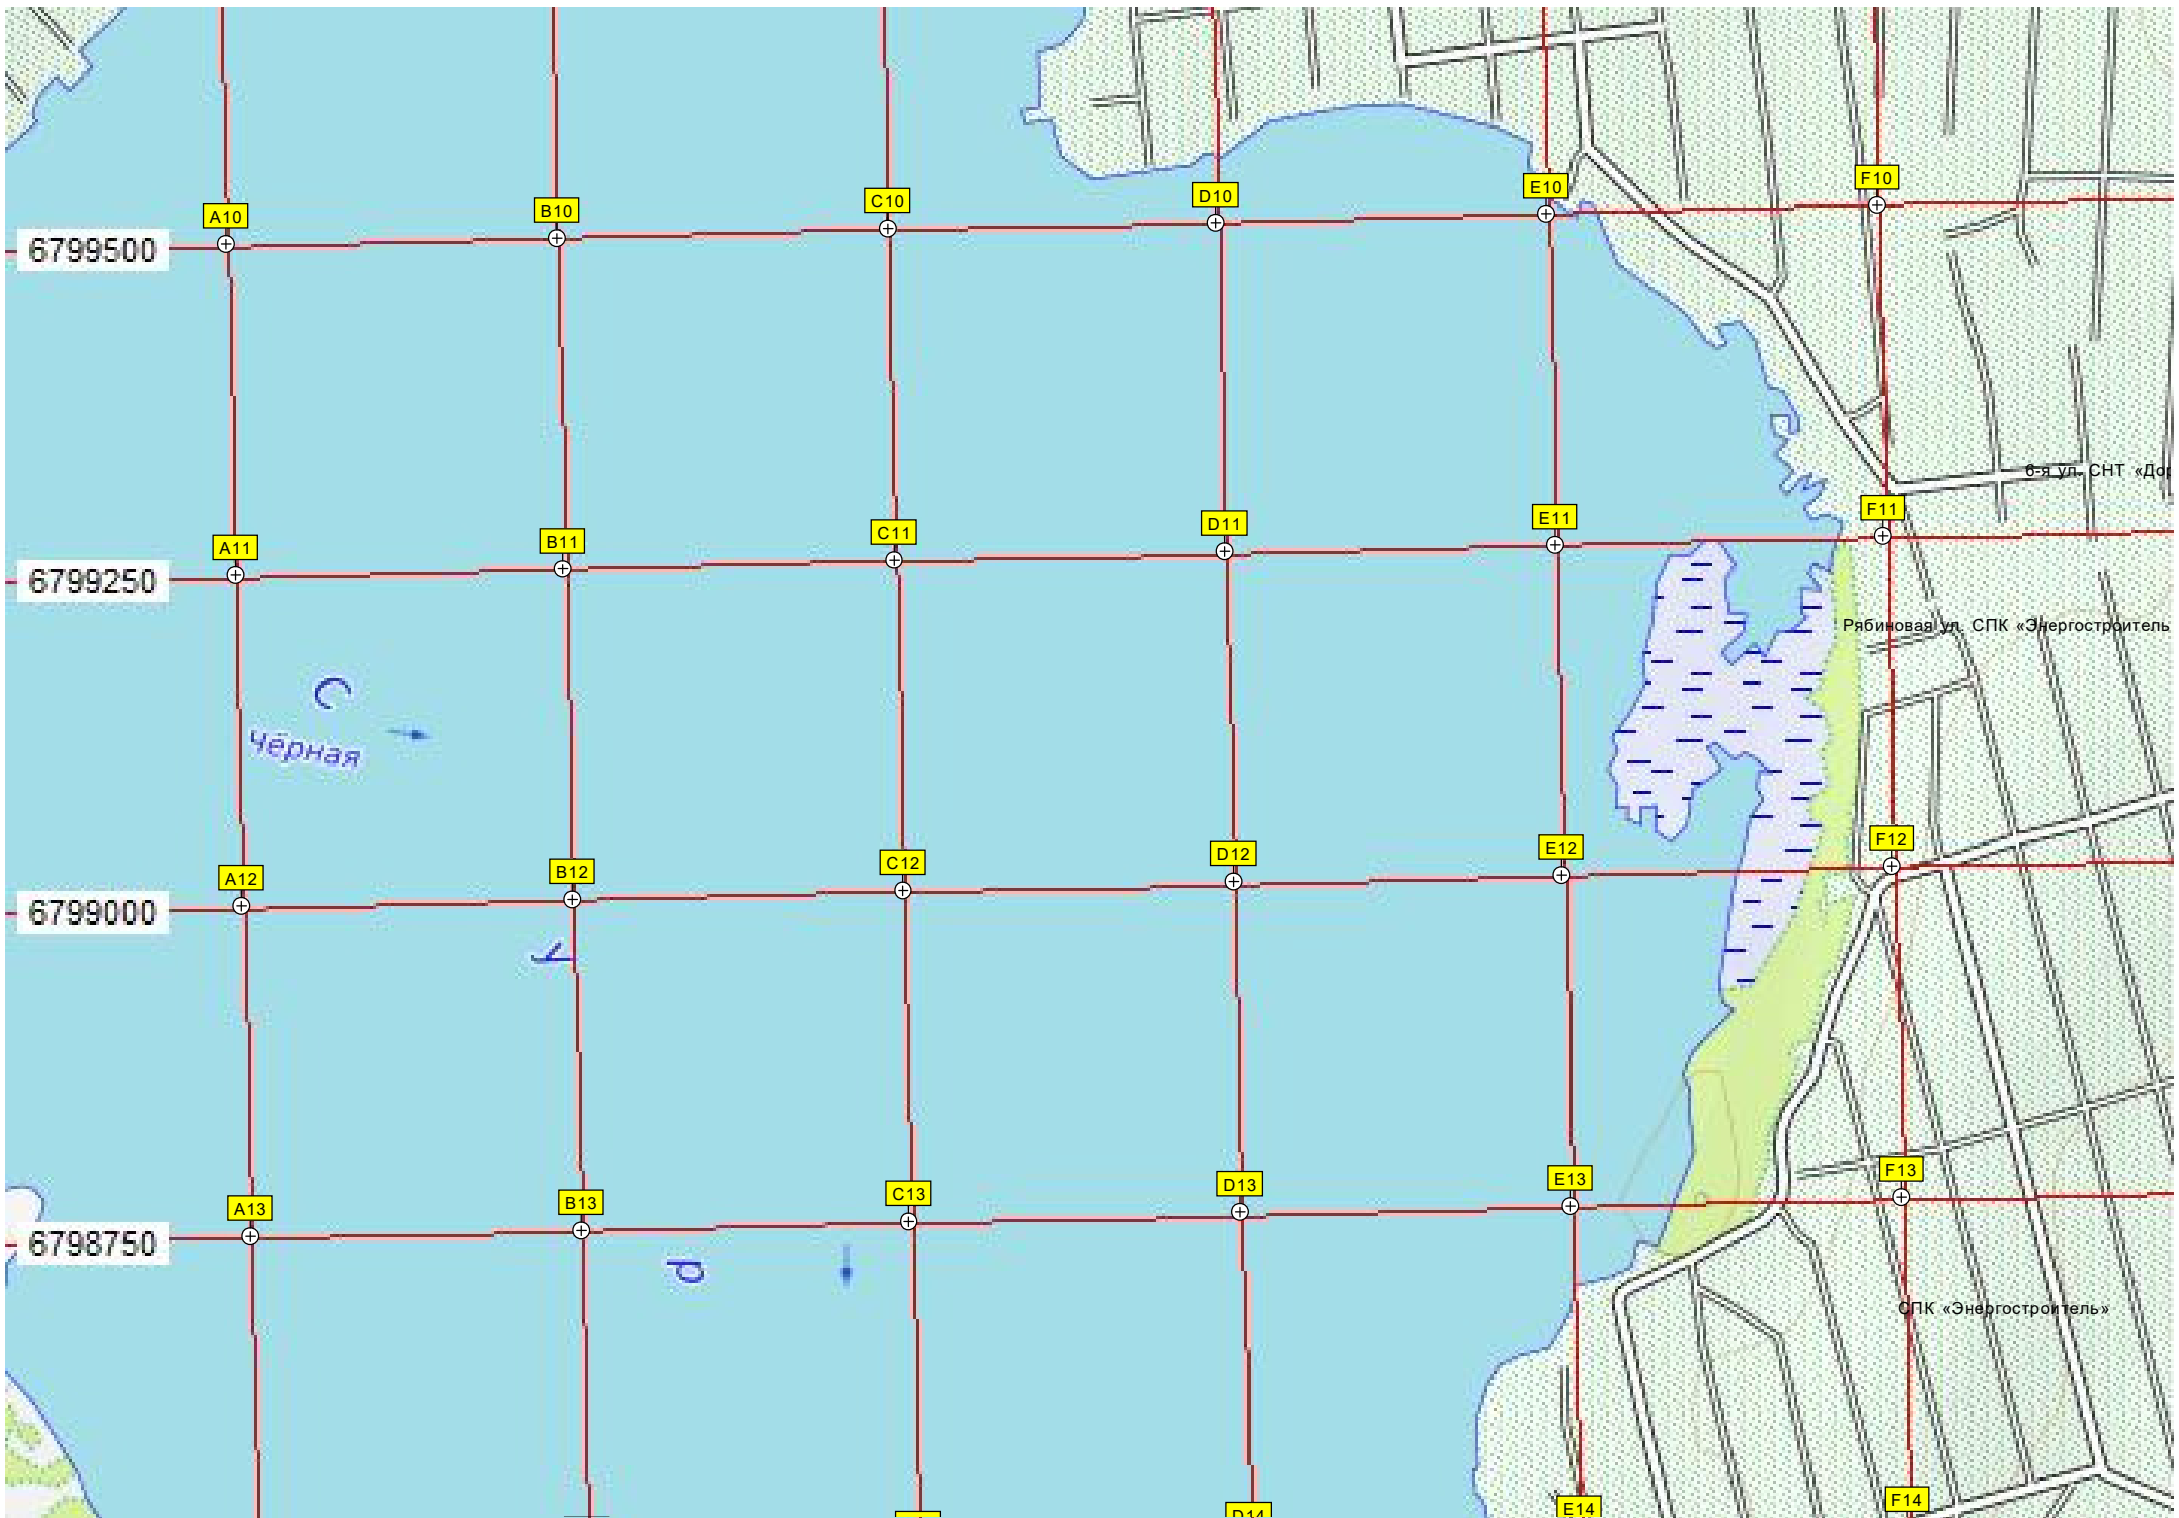 F10
E10
D10
C10
B10
A10
6799500
6-я ул. СНТ «Дор
F11
E11
D11
C11
B11
A11
6799250
Рябиновая ул. СПК «Энергостроитель
С
чёрная
F12
E12
D12
C12
B12
A12
6799000
у
F13
E13
D13
C13
B13
A13
6798750
р
СПК «Энергостроитель»
F14
E14
D14